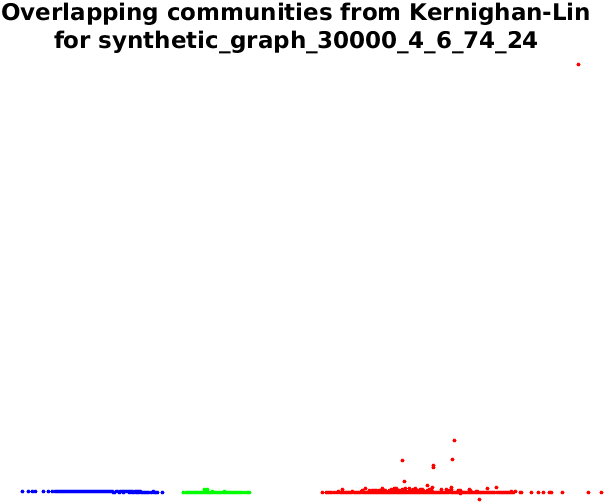 Overlapping communities from Kernighan-Lin
for synthetic_graph_30000_4_6_74_24